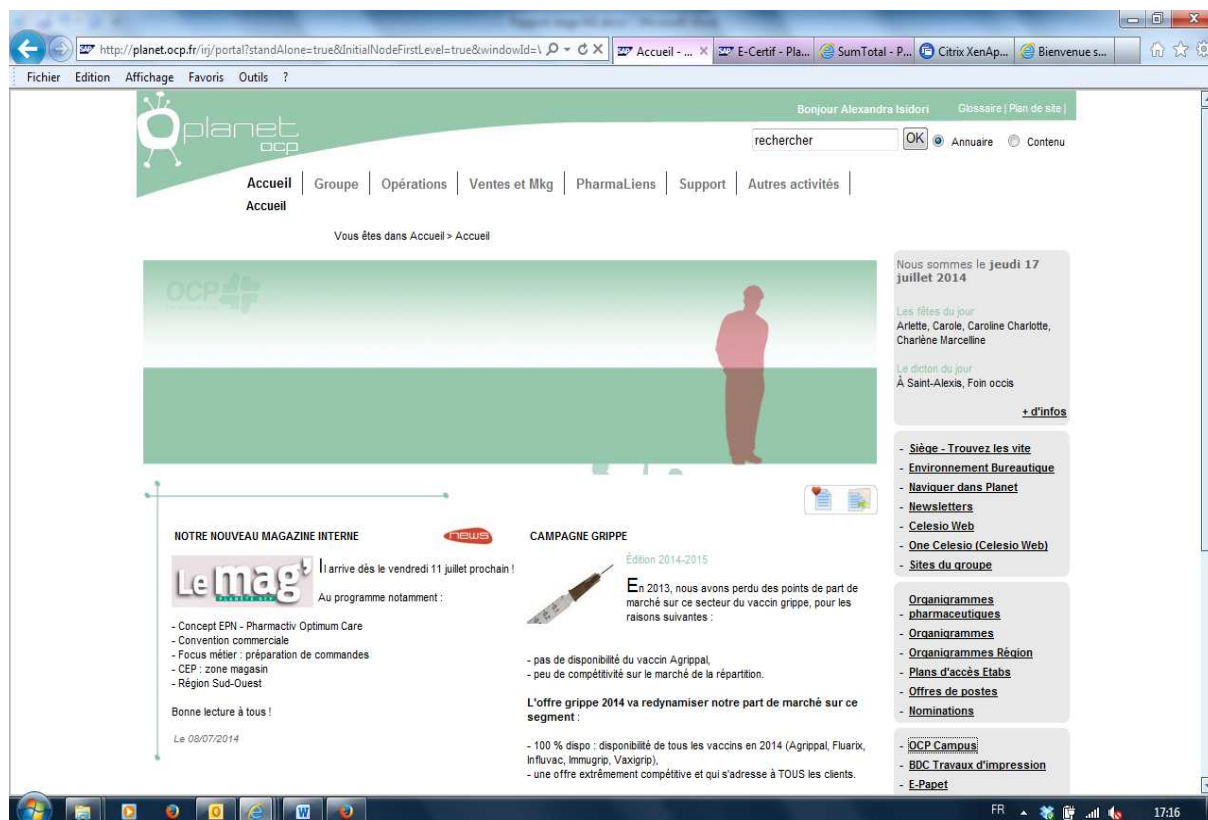 http://planet.ocp.fr/irj/portal?standAlone=true&InitialNodeFirstLevel=true&windowId=\
Accueil - ...
E-Certif - Pla...
SumTotal - P...
Citrix XenAp...
Bienvenue s...
Fichier Edition Affichage Favoris Outils ?
planet
ocp
Bonjour Alexandra Isidori Glossaire | Plan de site |
rechercher OK Annuaire Contenu
Accueil Groupe Opérations Ventes et Mkg PharmaLiens Support Autres activités
Accueil
Vous êtes dans Accueil > Accueil
OCP
Nous sommes le jeudi 17
juillet 2014
Les fêtes du jour
Arlette, Carole, Caroline Charlotte,
Charlène Marcelline
Le dicton du jour
À Saint-Alexis, Foin occis
+ d'infos
- Siège - Trouvez les vite
- Environnement Bureautique
- Naviguer dans Planet
- Newsletters
- Celesio Web
- One Celesio (Celesio Web)
- Sites du groupe
Organigrammes
- pharmaceutiques
- Organigrammes
- Organigrammes Région
- Plans d'accès Etabs
- Offres de postes
- Nominations
- OCP Campus
- BDC Travaux d'impression
- E-Papet
NOTRE NOUVEAU MAGAZINE INTERNE news
Le mag'
PLANETE OCP
Il arrive dès le vendredi 11 juillet prochain !
Au programme notamment :
- Concept EPN - Pharmactiv Optimum Care
- Convention commerciale
- Focus métier : préparation de commandes
- CEP : zone magasin
- Région Sud-Ouest
Bonne lecture à tous !
Le 08/07/2014
CAMPAGNE GRIPPE
Édition 2014-2015
En 2013, nous avons perdu des points de part de
marché sur ce secteur du vaccin grippe, pour les
raisons suivantes :
- pas de disponibilité du vaccin Agrippal,
- peu de compétitivité sur le marché de la répartition.
L'offre grippe 2014 va redynamiser notre part de marché sur ce
segment :
- 100 % dispo : disponibilité de tous les vaccins en 2014 (Agrippal, Fluarix,
Influvac, Immugrip, Vaxigrip),
- une offre extrêmement compétitive et qui s'adresse à TOUS les clients.
FR 17:16